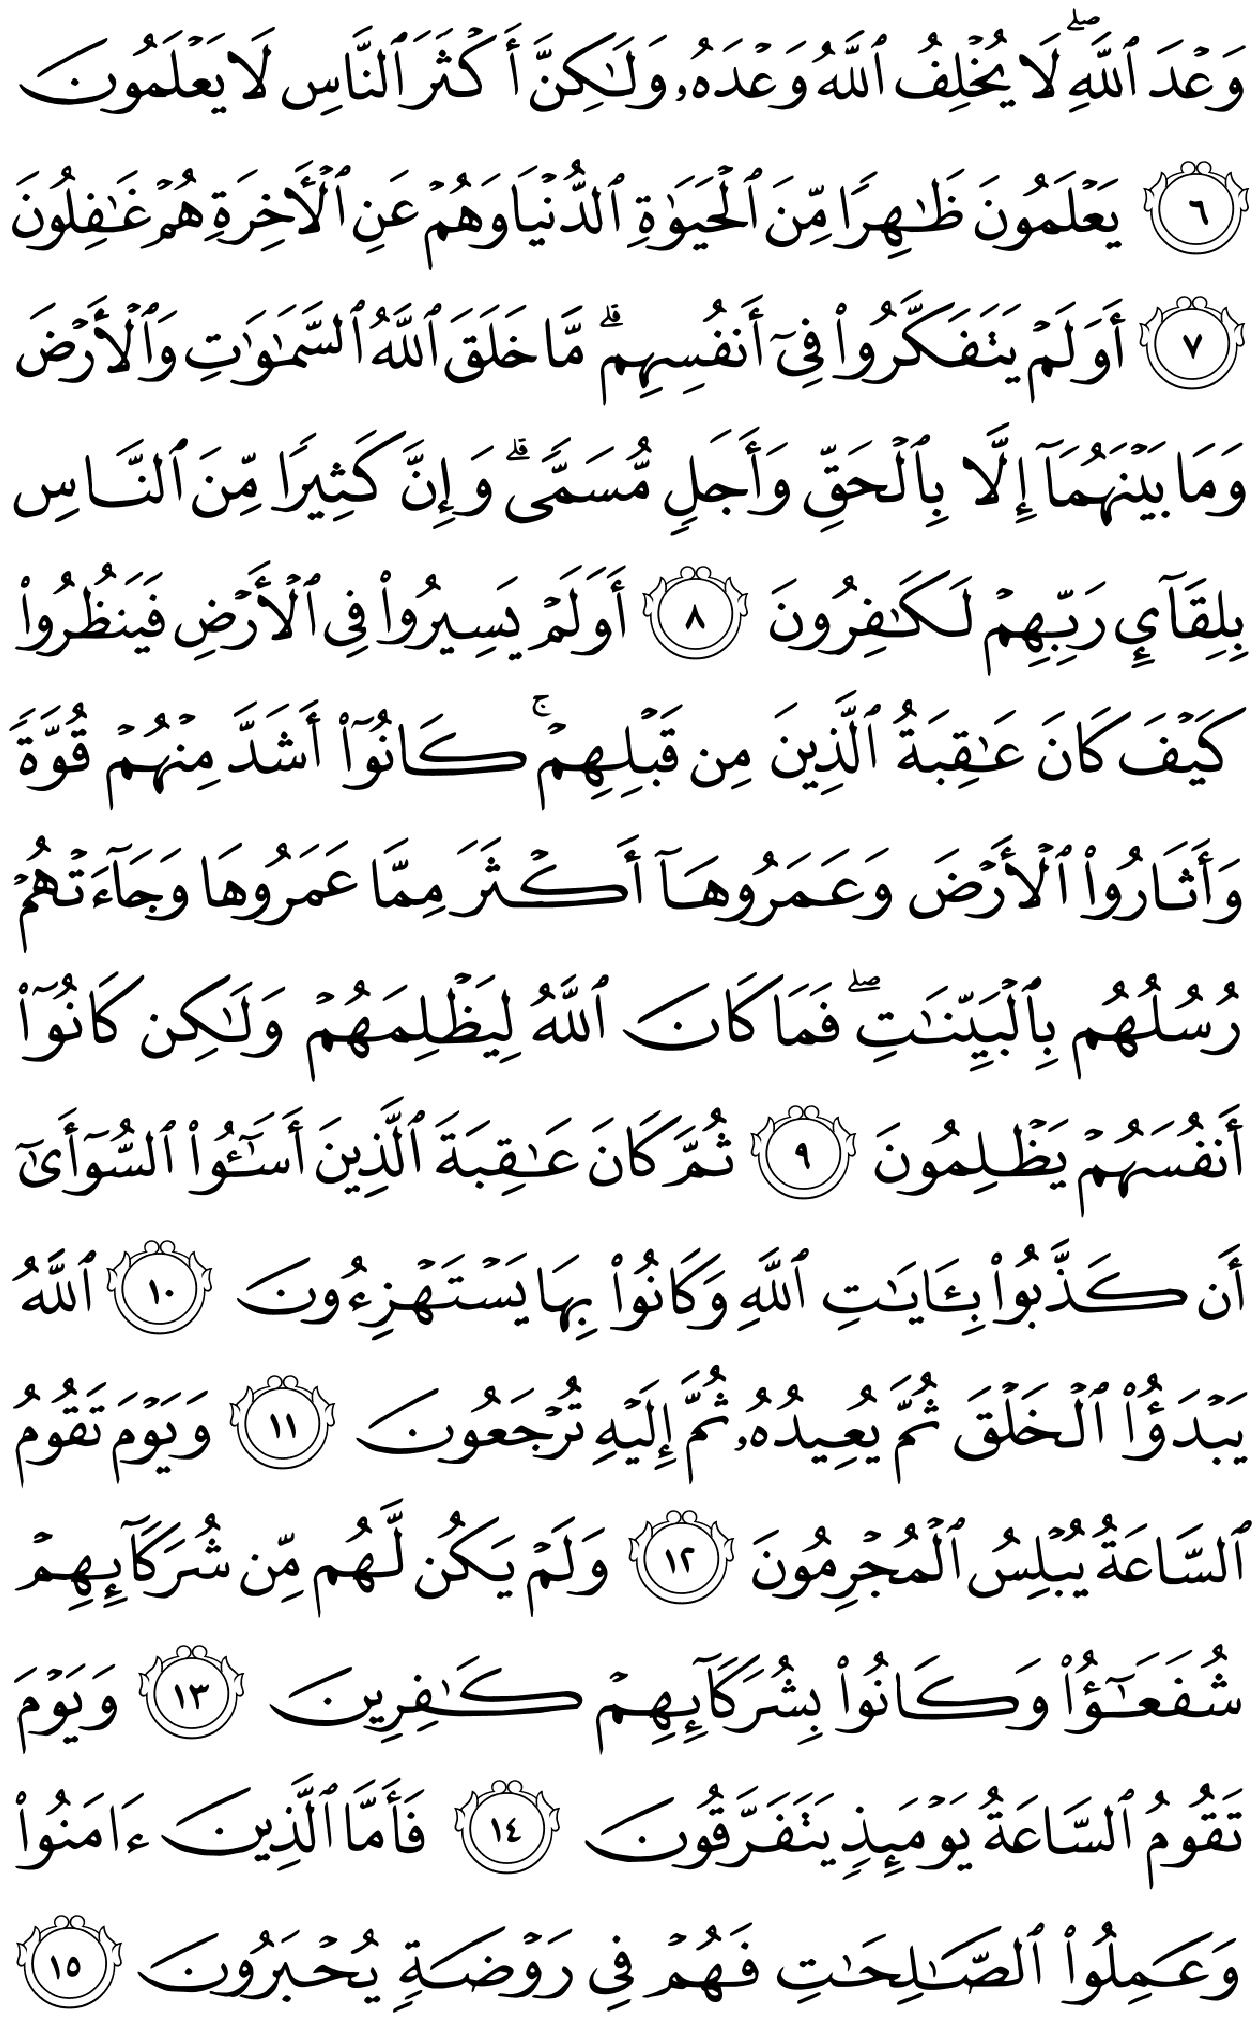 وَعْدَ ٱللَّهِ ۖ لَا يُخْلِفُ ٱللَّهُ وَعْدَهُۥ وَلَـٰكِنَّ أَكْثَرَ ٱلنَّاسِ لَا يَعْلَمُونَ
٦ يَعْلَمُونَ ظَـٰهِرًا مِّنَ ٱلْحَيَوٰةِ ٱلدُّنْيَا وَهُمْ عَنِ ٱلْأَخِرَةِ هُمْ غَـٰفِلُونَ
٧ أَوَلَمْ يَتَفَكَّرُوا۟ فِىٓ أَنفُسِهِم ۗ مَّا خَلَقَ ٱللَّهُ ٱلسَّمَـٰوَٰتِ وَٱلْأَرْضَ
وَمَا بَيْنَهُمَآ إِلَّا بِٱلْحَقِّ وَأَجَلٍ مُّسَمًّى ۗ وَإِنَّ كَثِيرًا مِّنَ ٱلنَّاسِ
بِلِقَآئِ رَبِّهِمْ لَكَـٰفِرُونَ ٨ أَوَلَمْ يَسِيرُوا۟ فِى ٱلْأَرْضِ فَيَنظُرُوا۟
كَيْفَ كَانَ عَـٰقِبَةُ ٱلَّذِينَ مِن قَبْلِهِمْ ۚ كَانُوٓا۟ أَشَدَّ مِنْهُمْ قُوَّةً
وَأَثَارُوا۟ ٱلْأَرْضَ وَعَمَرُوهَآ أَكْثَرَ مِمَّا عَمَرُوهَا وَجَآءَتْهُمْ
رُسُلُهُم بِٱلْبَيِّنَـٰتِ ۖ فَمَا كَانَ ٱللَّهُ لِيَظْلِمَهُمْ وَلَـٰكِن كَانُوٓا۟
أَنفُسَهُمْ يَظْلِمُونَ ٩ ثُمَّ كَانَ عَـٰقِبَةَ ٱلَّذِينَ أَسَـٰٓـُٔوا۟ ٱلسُّوٓأَىٰٓ
أَن كَذَّبُوا۟ بِـَٔايَـٰتِ ٱللَّهِ وَكَانُوا۟ بِهَا يَسْتَهْزِءُونَ ١٠ ٱللَّهُ
يَبْدَؤُا۟ ٱلْخَلْقَ ثُمَّ يُعِيدُهُۥ ثُمَّ إِلَيْهِ تُرْجَعُونَ ١١ وَيَوْمَ تَقُومُ
ٱلسَّاعَةُ يُبْلِسُ ٱلْمُجْرِمُونَ ١٢ وَلَمْ يَكُن لَّهُم مِّن شُرَكَآئِهِمْ
شُفَعَـٰٓؤُا۟ وَكَانُوا۟ بِشُرَكَآئِهِمْ كَـٰفِرِينَ ١٣ وَيَوْمَ
تَقُومُ ٱلسَّاعَةُ يَوْمَئِذٍ يَتَفَرَّقُونَ ١٤ فَأَمَّا ٱلَّذِينَ ءَامَنُوا۟
وَعَمِلُوا۟ ٱلصَّـٰلِحَـٰتِ فَهُمْ فِى رَوْضَةٍ يُحْبَرُونَ ١٥